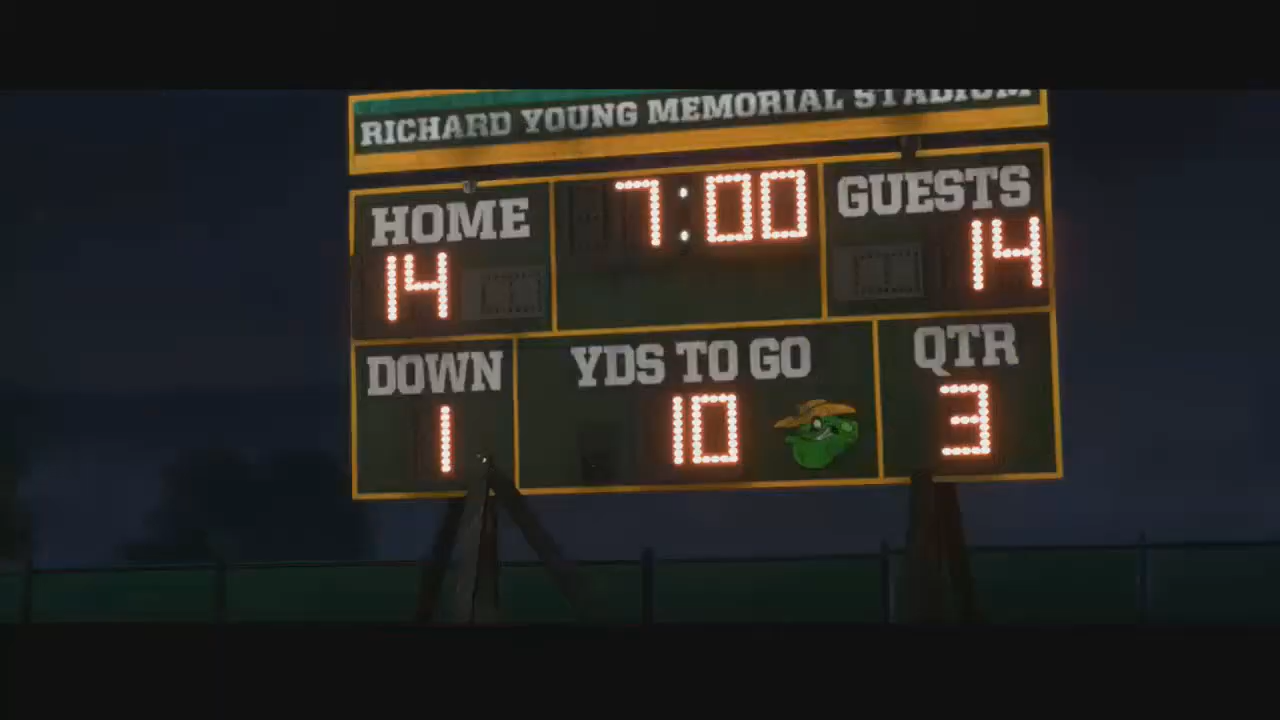 RICHARD YOUNG MEMORIAL STADIUM
HOME 7:00 GUESTS
14 14
DOWN YDS TO GO QTR
1 10 3